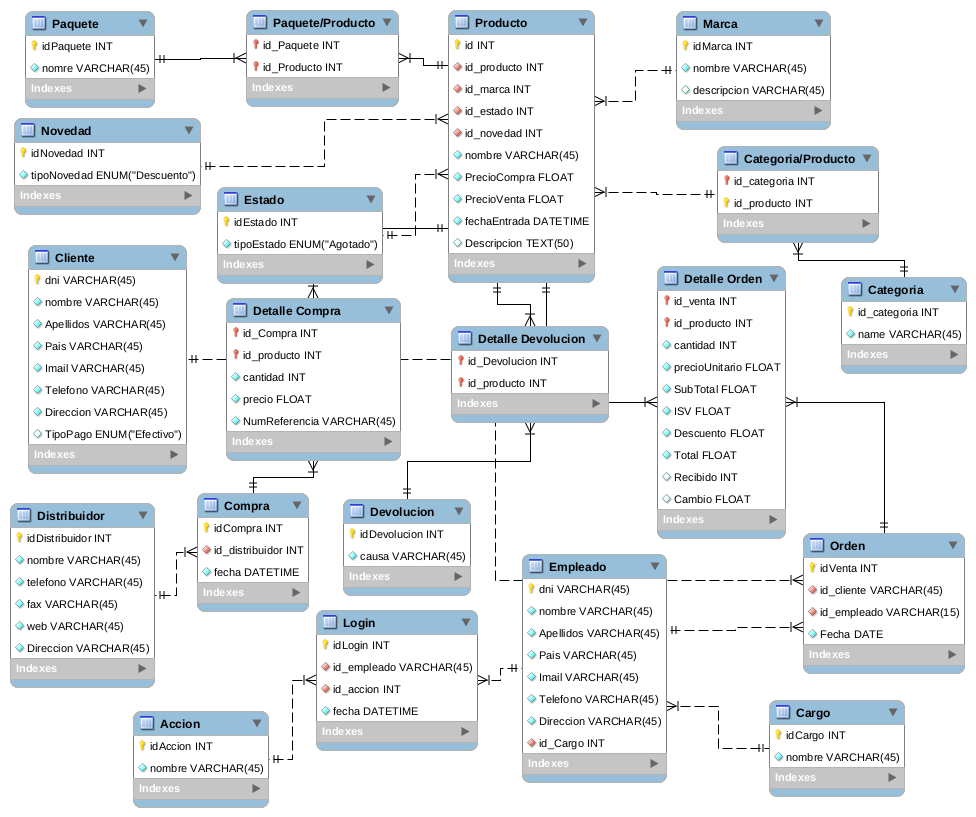 Paquete
idPaquete INT
nomre VARCHAR(45)
Indexes
Paquete/Producto
id_Paquete INT
id_Producto INT
Indexes
Producto
id INT
id_producto INT
id_marca INT
id_estado INT
id_novedad INT
nombre VARCHAR(45)
PrecioCompra FLOAT
PrecioVenta FLOAT
fechaEntrada DATETIME
Descripcion TEXT(50)
Indexes
Marca
idMarca INT
nombre VARCHAR(45)
descripcion VARCHAR(45)
Indexes
Novedad
idNovedad INT
tipoNovedad ENUM("Descuento")
Indexes
Estado
idEstado INT
tipoEstado ENUM("Agotado")
Indexes
Categoria/Producto
id_categoria INT
id_producto INT
Indexes
Cliente
dni VARCHAR(45)
nombre VARCHAR(45)
Apellidos VARCHAR(45)
Pais VARCHAR(45)
Imail VARCHAR(45)
Telefono VARCHAR(45)
Direccion VARCHAR(45)
TipoPago ENUM("Efectivo")
Indexes
Detalle Compra
id_Compra INT
id_producto INT
cantidad INT
precio FLOAT
NumReferencia VARCHAR(45)
Indexes
Detalle Devolucion
id_Devolucion INT
id_producto INT
Indexes
Detalle Orden
id_venta INT
id_producto INT
cantidad INT
precioUnitario FLOAT
SubTotal FLOAT
ISV FLOAT
Descuento FLOAT
Total FLOAT
Recibido INT
Cambio FLOAT
Indexes
Categoria
id_categoria INT
name VARCHAR(45)
Indexes
Distribuidor
idDistribuidor INT
nombre VARCHAR(45)
telefono VARCHAR(45)
fax VARCHAR(45)
web VARCHAR(45)
Direccion VARCHAR(45)
Indexes
Compra
idCompra INT
id_distribuidor INT
fecha DATETIME
Indexes
Devolucion
idDevolucion INT
causa VARCHAR(45)
Indexes
Empleado
dni VARCHAR(45)
nombre VARCHAR(45)
Apellidos VARCHAR(45)
Pais VARCHAR(45)
Imail VARCHAR(45)
Telefono VARCHAR(45)
Direccion VARCHAR(45)
id_Cargo INT
Indexes
Orden
idVenta INT
id_cliente VARCHAR(45)
id_empleado VARCHAR(15)
Fecha DATE
Indexes
Login
idLogin INT
id_empleado VARCHAR(45)
id_accion INT
fecha DATETIME
Indexes
Accion
idAccion INT
nombre VARCHAR(45)
Indexes
Cargo
idCargo INT
nombre VARCHAR(45)
Indexes